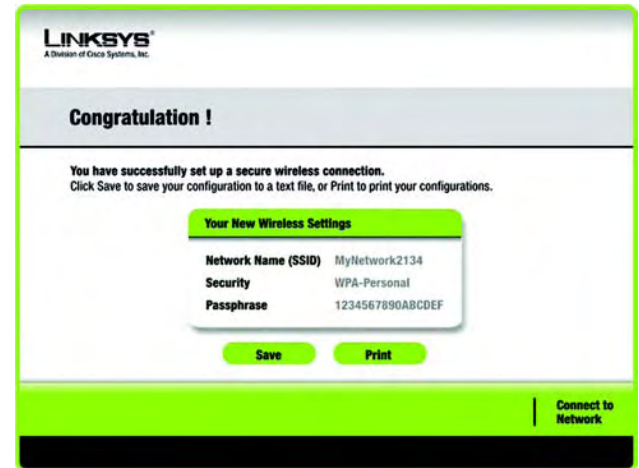 LINKSYS®
A Division of Cisco Systems, Inc.
Congratulation !
You have successfully set up a secure wireless connection.
Click Save to save your configuration to a text file, or Print to print your configurations.
Your New Wireless Settings
Network Name (SSID) MyNetwork2134
Security WPA-Personal
Passphrase 1234567890ABCDEF
Save Print
Connect to
Network